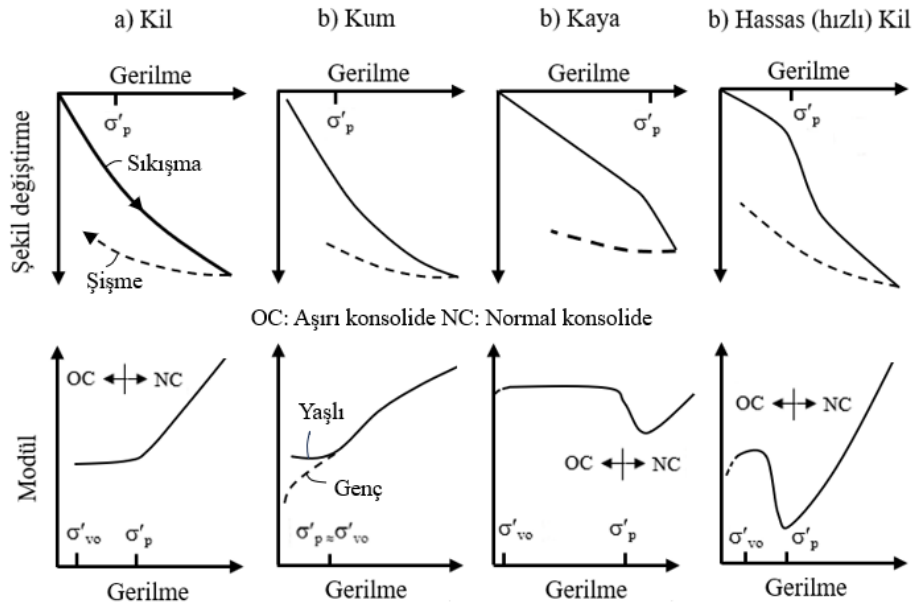 a) Kil
b) Kum
b) Kaya
b) Hassas (hızlı) Kil
Gerilme
Gerilme
Gerilme
Gerilme
σ′p
σ′p
σ′p
σ′p
Şekil değiştirme
Sıkışma
Şişme
OC: Aşırı konsolide NC: Normal konsolide
Modül
OC NC
σ′vo
σ′p
Gerilme
Yaşlı
Genç
σ′p≈σ′vo
Gerilme
OC NC
σ′vo
σ′p
Gerilme
OC NC
σ′vo
σ′p
Gerilme